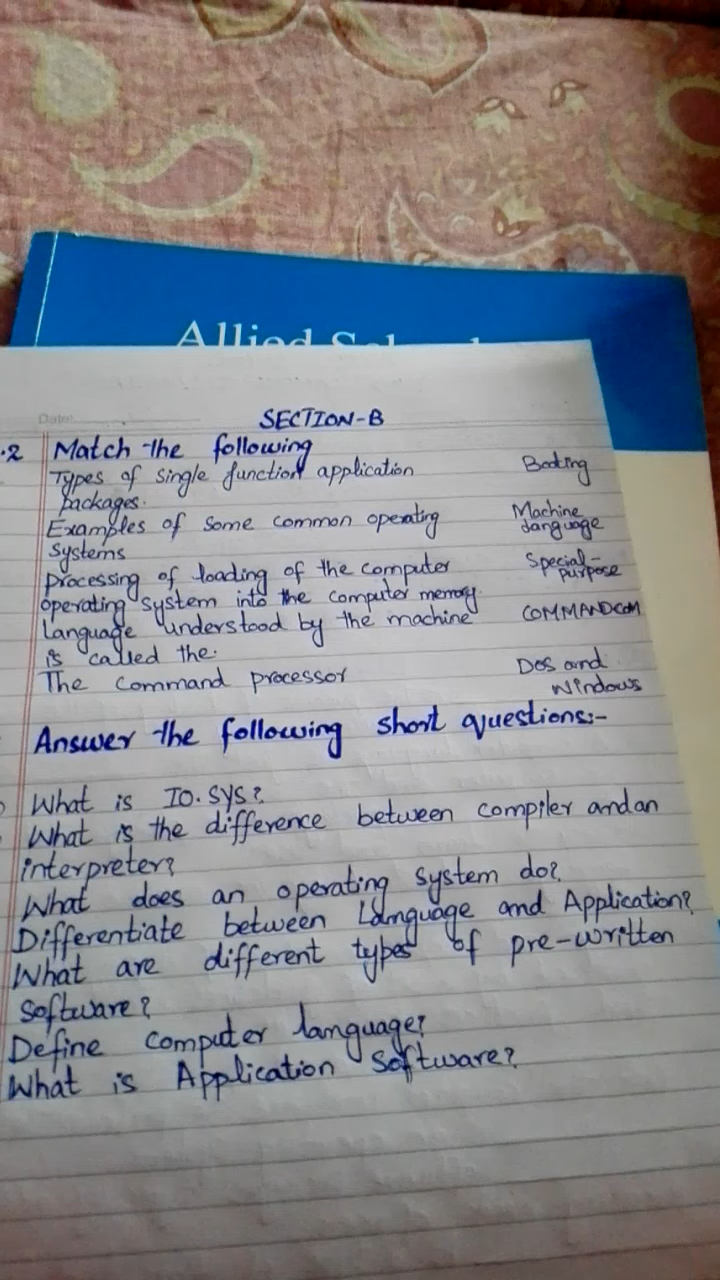 Allied
Date:
SECTION-B
.2 Match the following
Types of single function application Booting
packages.
Examples of some common operating Machine
systems language
processing of loading of the computer Special-
operating system into the computer memory purpose
language understood by the machine COMMANDCOM
is called the.
The command processor Dos and
Windows
Answer the following short questions:-
What is IO.SYS?
What is the difference between compiler and an
interpreter?
What does an operating system do?
Differentiate between Language and Application?
What are different types of pre-written
software?
Define computer language?
What is Application Software?